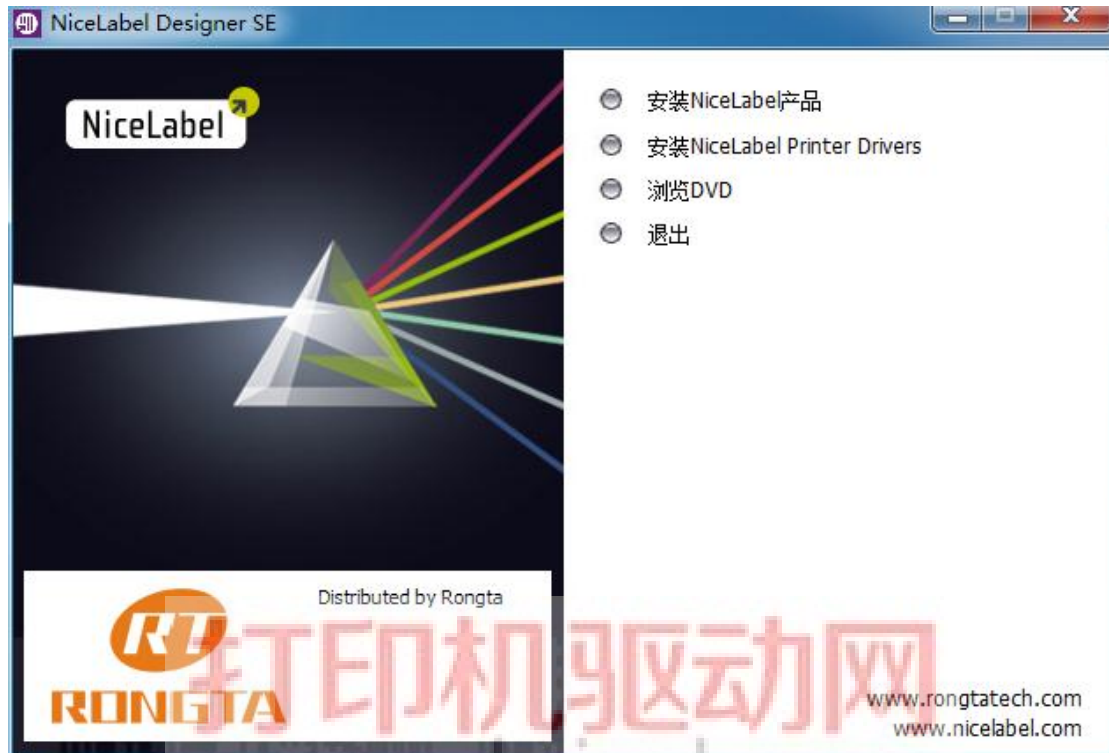 NiceLabel Designer SE
NiceLabel
安装NiceLabel产品
安装NiceLabel Printer Drivers
浏览DVD
退出
Distributed by Rongta
RT
RONGTA
打印机驱动网
www.rongtatech.com
www.nicelabel.com